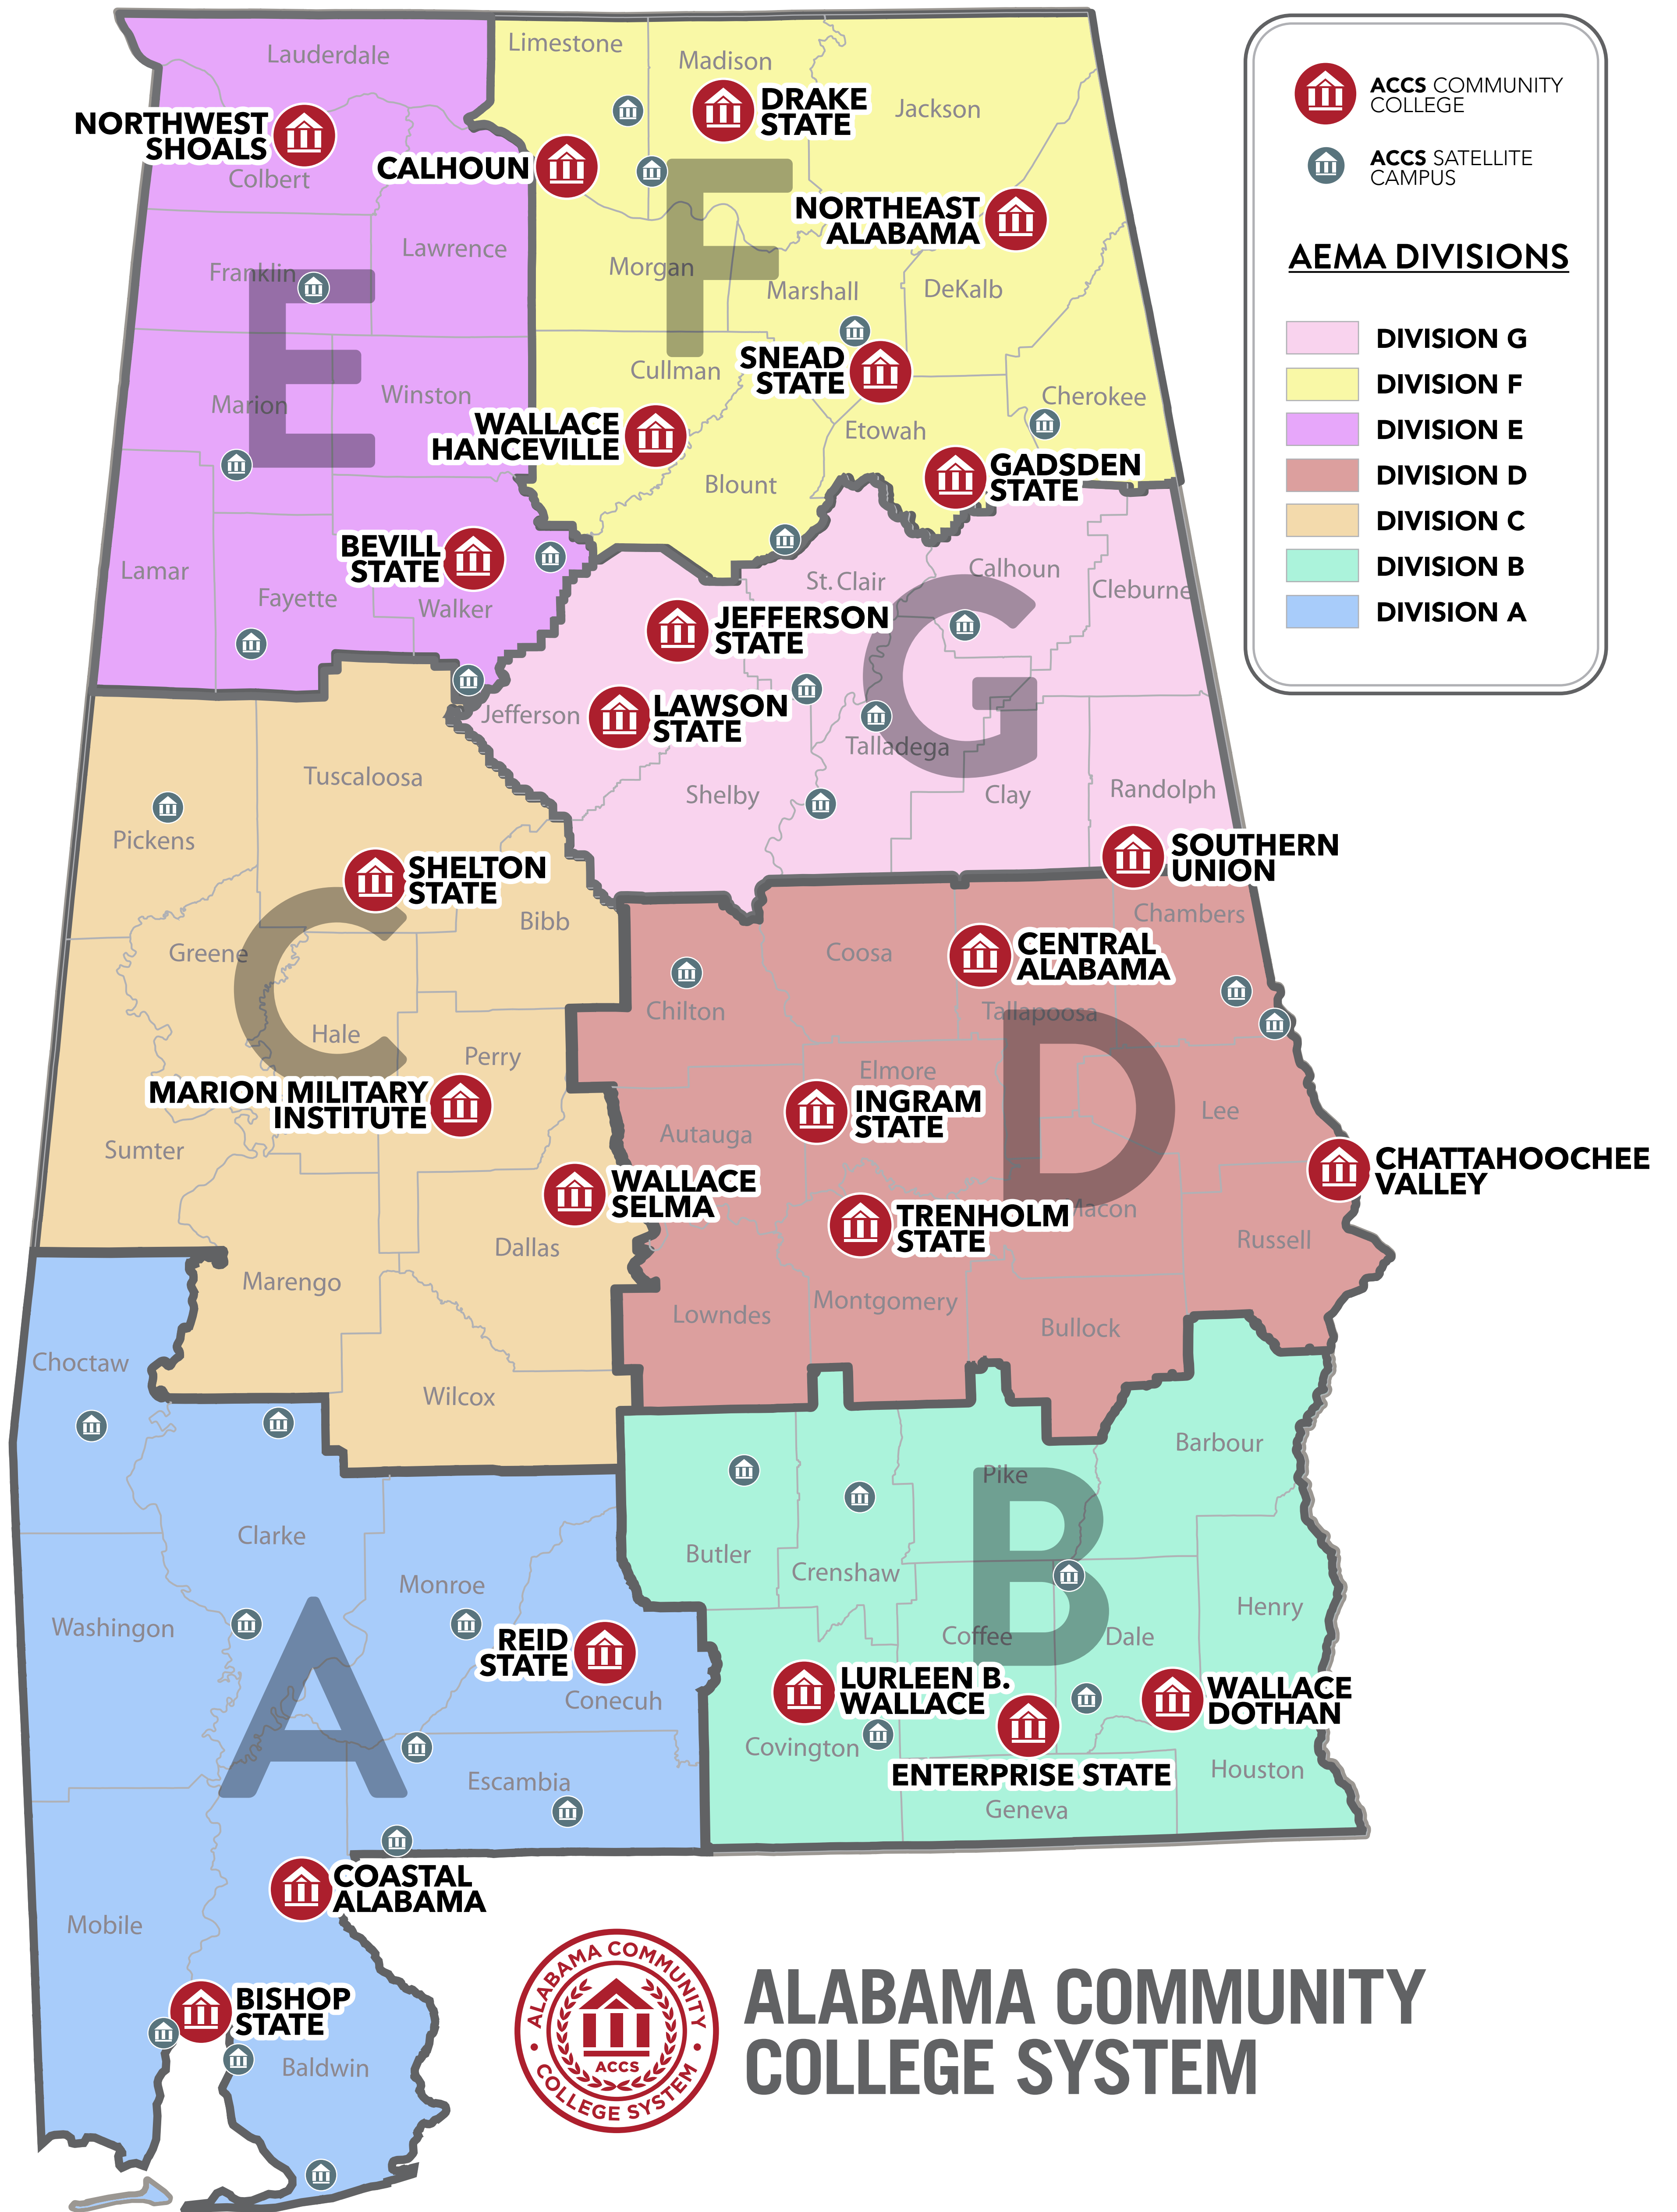 Lauderdale
Limestone
Madison
Jackson
NORTHWEST
SHOALS
Colbert
CALHOUN
DRAKE
STATE
NORTHEAST
ALABAMA
Lawrence
Franklin
E
Morgan
F
Marshall
DeKalb
Marion
Winston
Cullman
SNEAD
STATE
Cherokee
WALLACE
HANCEVILLE
Etowah
Blount
GADSDEN
STATE
BEVILL
STATE
Lamar
Fayette
Walker
St. Clair
Calhoun
Cleburne
JEFFERSON
STATE
G
LAWSON
STATE
Jefferson
Talladega
Shelby
Clay
Randolph
Tuscaloosa
Pickens
SHELTON
STATE
SOUTHERN
UNION
Bibb
Chambers
Greene
C
Coosa
CENTRAL
ALABAMA
Chilton
Tallapoosa
Hale
Perry
Elmore
D
MARION MILITARY
INSTITUTE
INGRAM
STATE
Lee
Autauga
Sumter
CHATTAHOOCHEE
VALLEY
WALLACE
SELMA
TRENHOLM
STATE
Macon
Dallas
Russell
Marengo
Lowndes
Montgomery
Bullock
Choctaw
Wilcox
Barbour
Pike
B
Clarke
Butler
Crenshaw
Monroe
Henry
Washingon
A
REID
STATE
Coffee
Dale
Conecuh
LURLEEN B.
WALLACE
WALLACE
DOTHAN
Covington
ENTERPRISE STATE
Houston
Escambia
Geneva
COASTAL
ALABAMA
Mobile
BISHOP
STATE
Baldwin
ACCS COMMUNITY
COLLEGE
ACCS SATELLITE
CAMPUS
AEMA DIVISIONS
DIVISION G
DIVISION F
DIVISION E
DIVISION D
DIVISION C
DIVISION B
DIVISION A
ALABAMA COMMUNITY
• COLLEGE SYSTEM •
ACCS
ALABAMA COMMUNITY
COLLEGE SYSTEM